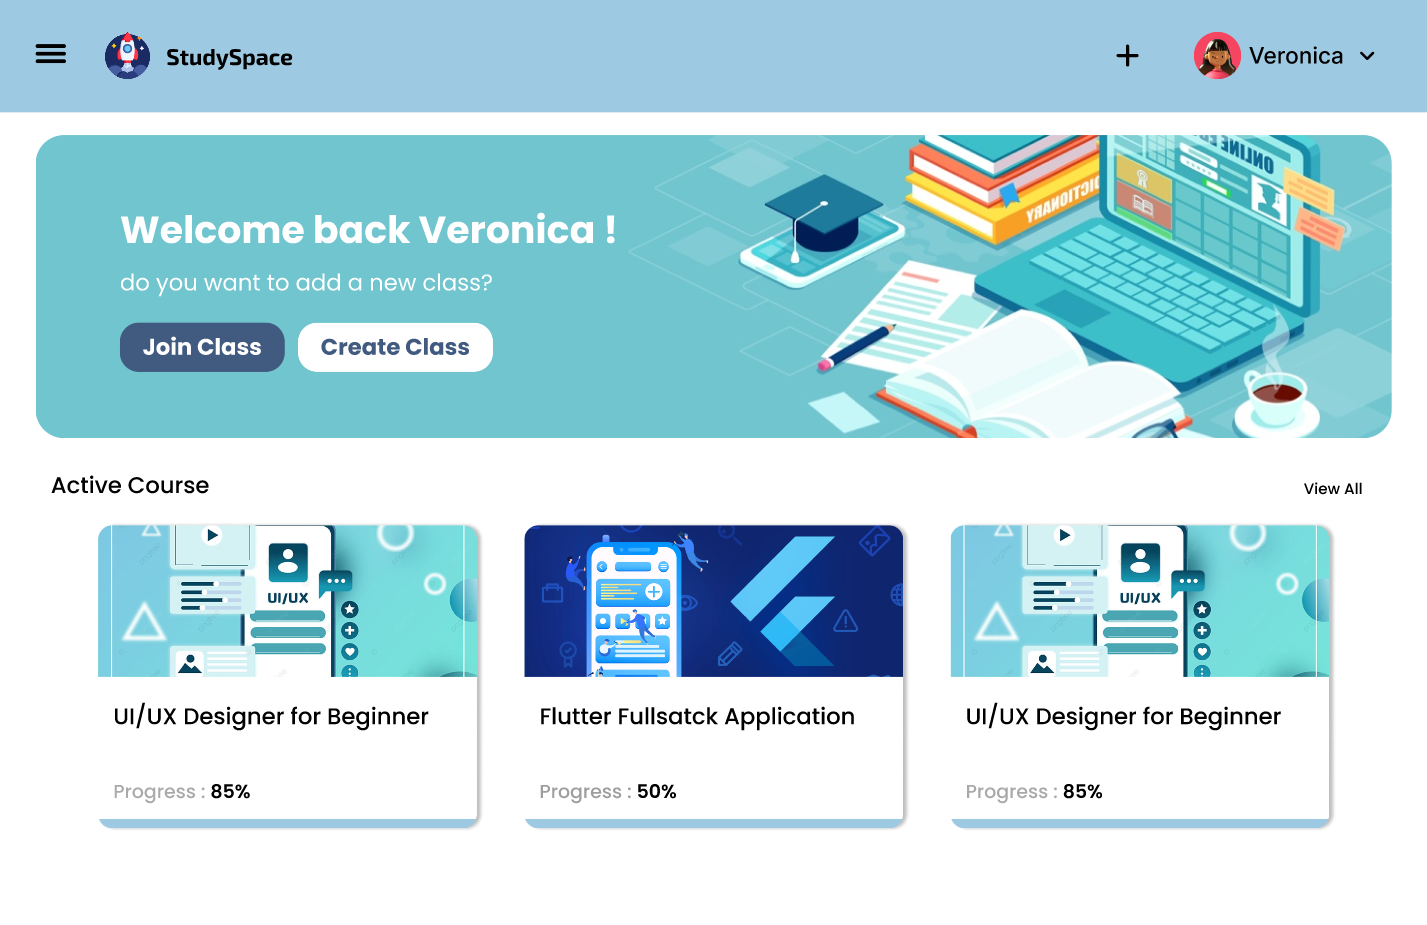 StudySpace
Veronica
Welcome back Veronica !
do you want to add a new class?
Join Class
Create Class
DICTIONARY
ONLINE ED
Active Course
View All
UI/UX
UI/UX
UI/UX Designer for Beginner
Flutter Fullsatck Application
UI/UX Designer for Beginner
Progress : 85%
Progress : 50%
Progress : 85%